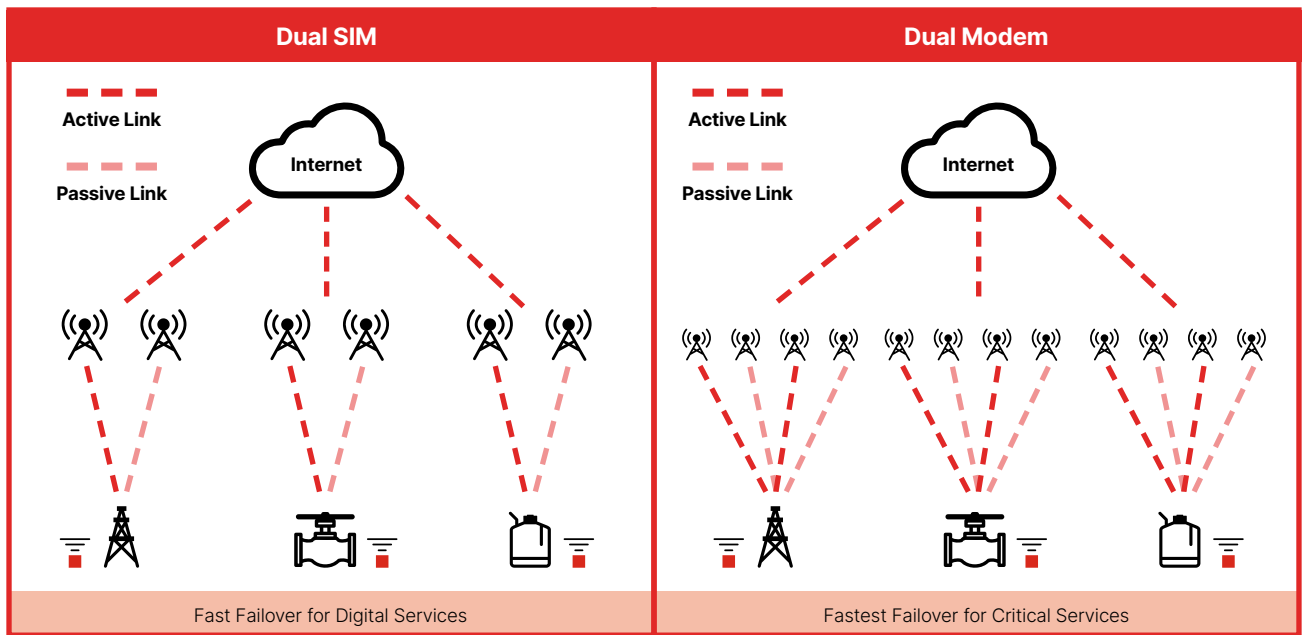 Dual SIM
Active Link
Passive Link
Internet
Fast Failover for Digital Services
Dual Modem
Active Link
Passive Link
Internet
Fastest Failover for Critical Services